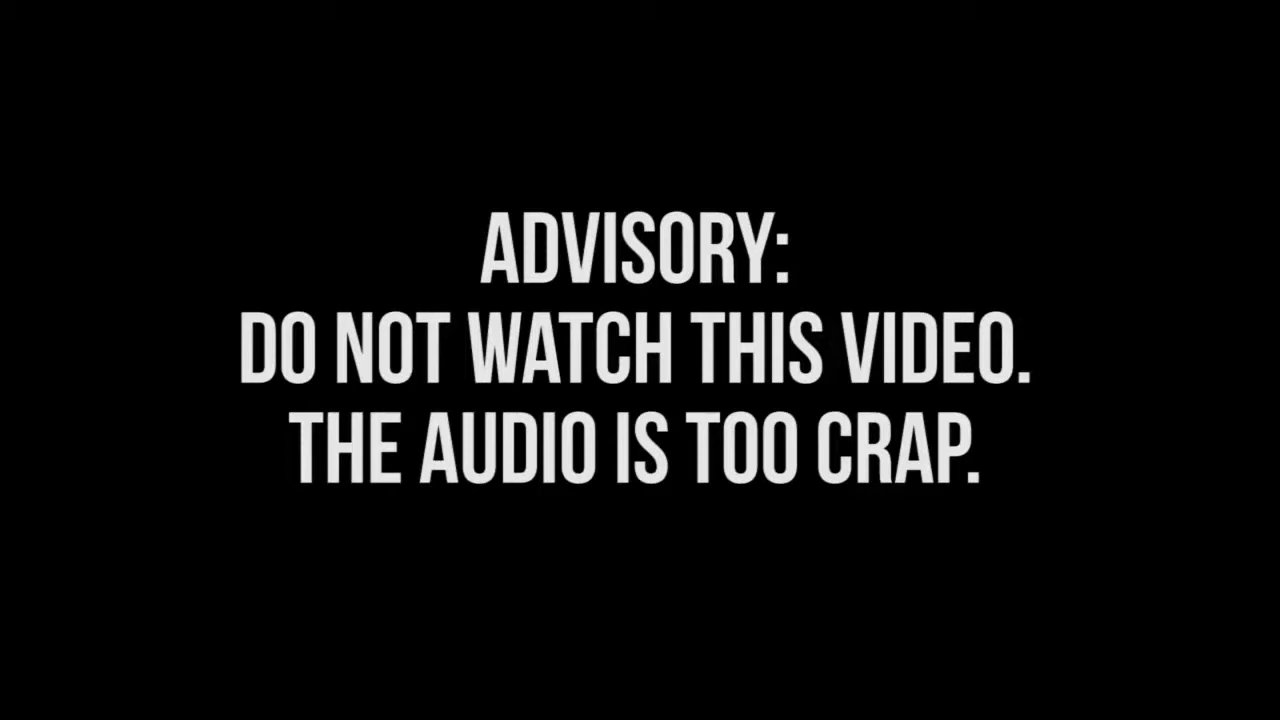 ADVISORY:
DO NOT WATCH THIS VIDEO.
THE AUDIO IS TOO CRAP.